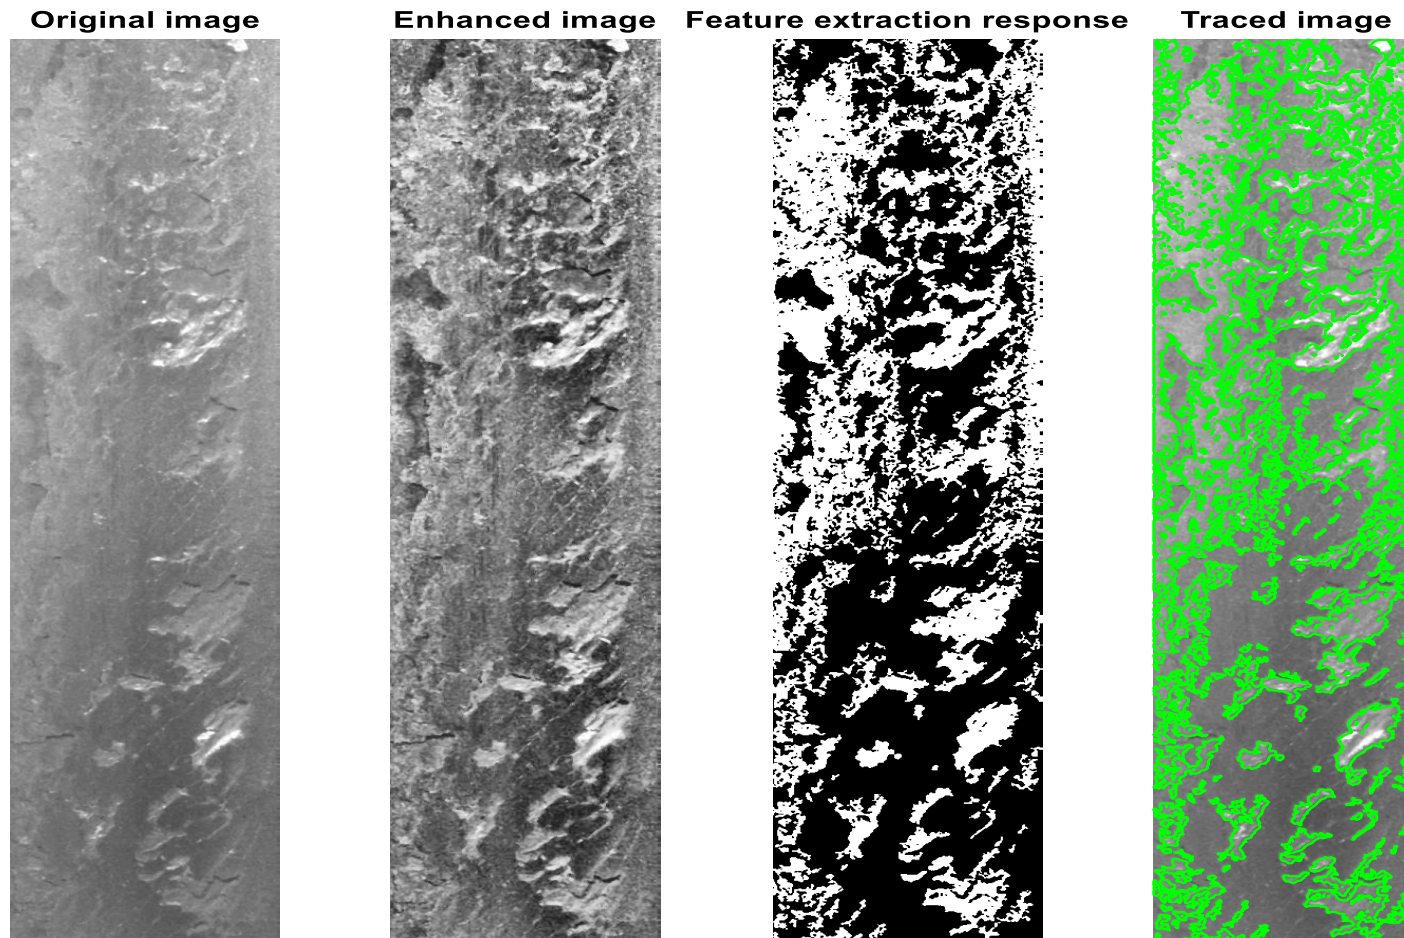 Original image
Enhanced image
Feature extraction response
Traced image